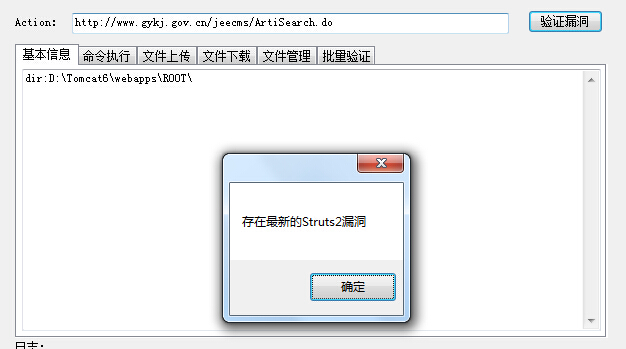 Action: http://www.gykj.gov.cn/jeecms/ArtiSearch.do 验证漏洞
基本信息 命令执行 文件上传 文件下载 文件管理 批量验证
dir:D:\Tomcat6\webapps\ROOT\
存在最新的Struts2漏洞
确定
日志: